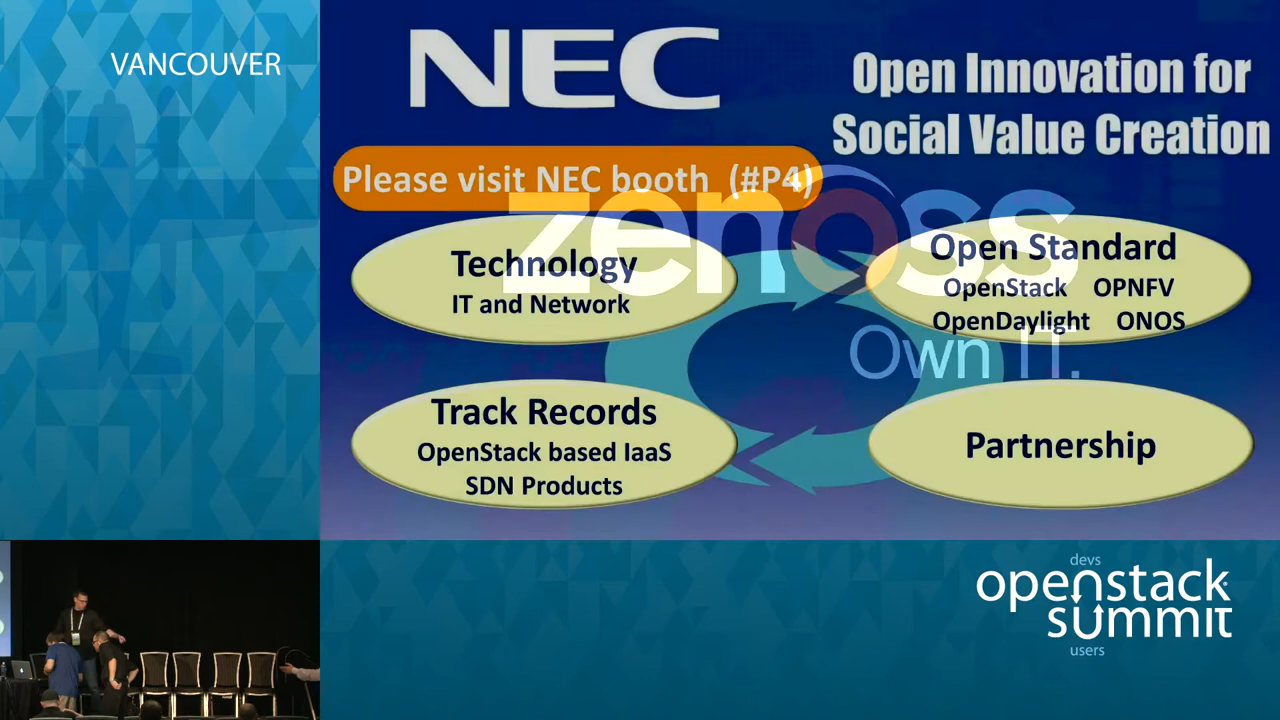 VANCOUVER
NEC
Open Innovation for
Social Value Creation
Please visit NEC booth (#P4)
zenoss
Own IT.
Technology
IT and Network
Open Standard
OpenStack OPNFV
OpenDaylight ONOS
Track Records
OpenStack based IaaS
SDN Products
Partnership
devs
openstack
summit
users